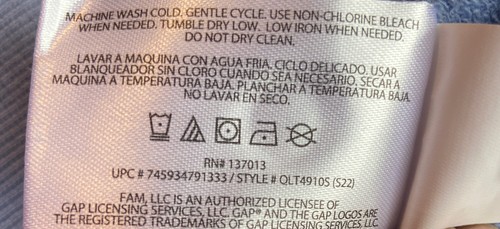 MACHINE WASH COLD. GENTLE CYCLE. USE NON-CHLORINE BLEACH
WHEN NEEDED. TUMBLE DRY LOW. LOW IRON WHEN NEEDED.
DO NOT DRY CLEAN.
LAVAR A MAQUINA CON AGUA FRIA. CICLO DELICADO. USAR
BLANQUEADOR SIN CLORO CUANDO SEA NECESARIO. SECAR A
MAQUINA A TEMPERATURA BAJA. PLANCHAR A TEMPERATURA BAJA.
NO LAVAR EN SECO.
RN# 137013
UPC # 745934791333 / STYLE # QLT4910S (S22)
FAM, LLC IS AN AUTHORIZED LICENSEE OF
GAP LICENSING SERVICES, LLC. GAP® AND THE GAP LOGOS ARE
THE REGISTERED TRADEMARKS OF GAP LICENSING SERVICES, LLC.